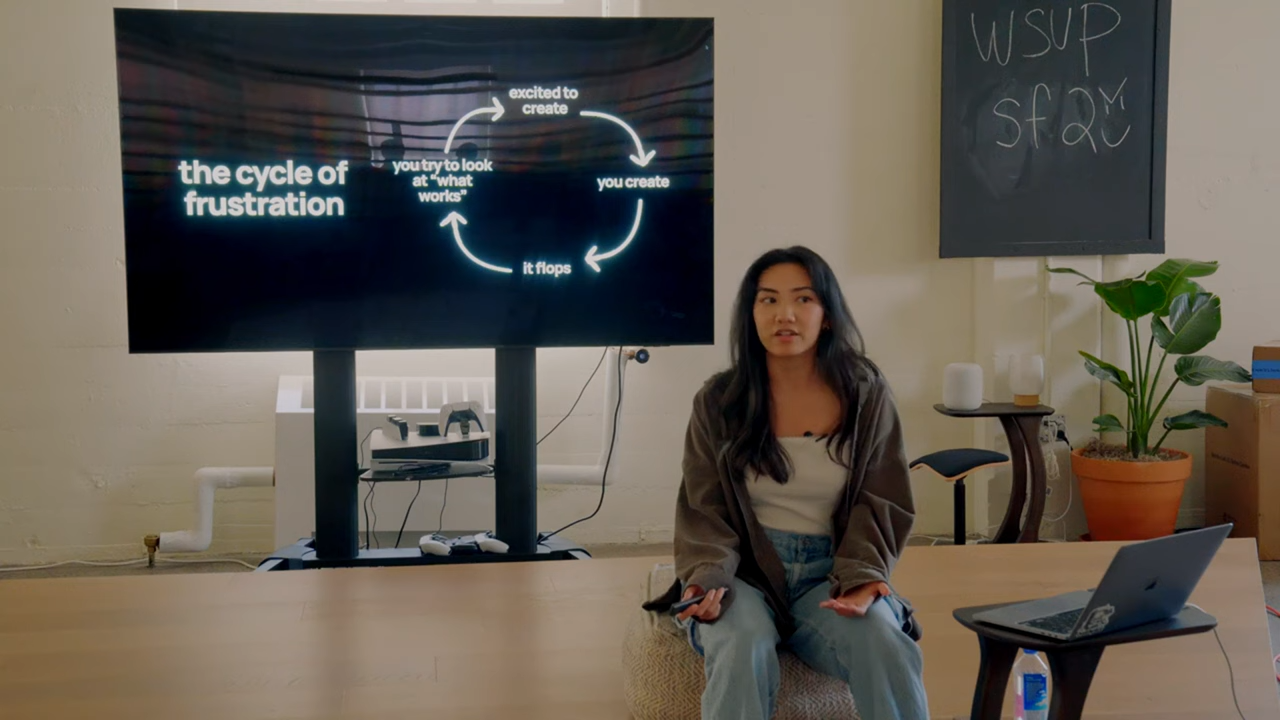 the cycle of
frustration
excited to
create
you create
it flops
you try to look
at “what
works”
WSUP
sf2